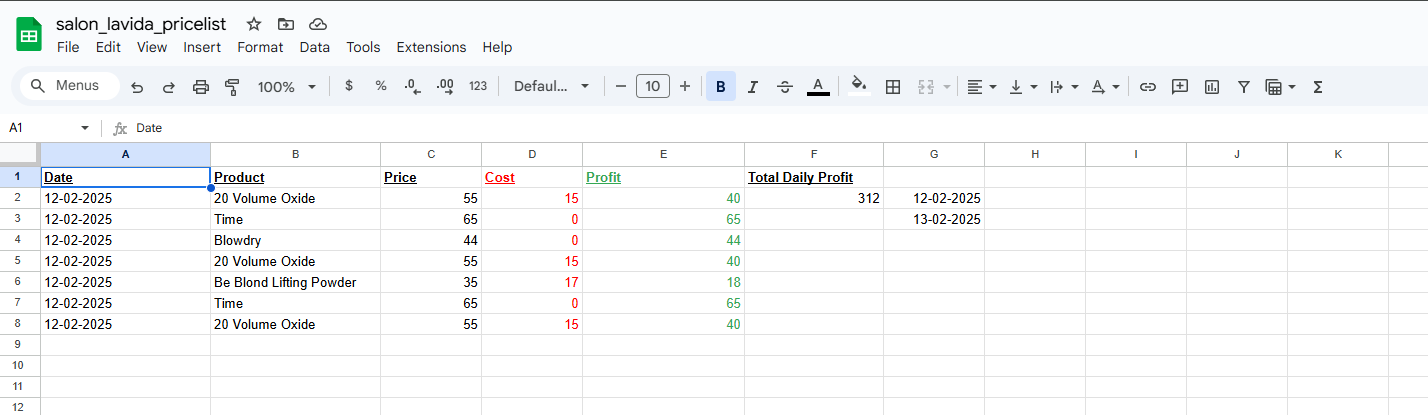 salon_lavida_pricelist
File Edit View Insert Format Data Tools Extensions Help
Menus 100% $ % .0 .00 123 Defaul... − 10 + B I S A A Σ
A1 fx Date
A B C D E F G H I J K
1 Date Product Price Cost Profit Total Daily Profit
2 12-02-2025 20 Volume Oxide 55 15 40 312 12-02-2025
3 12-02-2025 Time 65 0 65 13-02-2025
4 12-02-2025 Blowdry 44 0 44
5 12-02-2025 20 Volume Oxide 55 15 40
6 12-02-2025 Be Blond Lifting Powder 35 17 18
7 12-02-2025 Time 65 0 65
8 12-02-2025 20 Volume Oxide 55 15 40
9
10
11
12